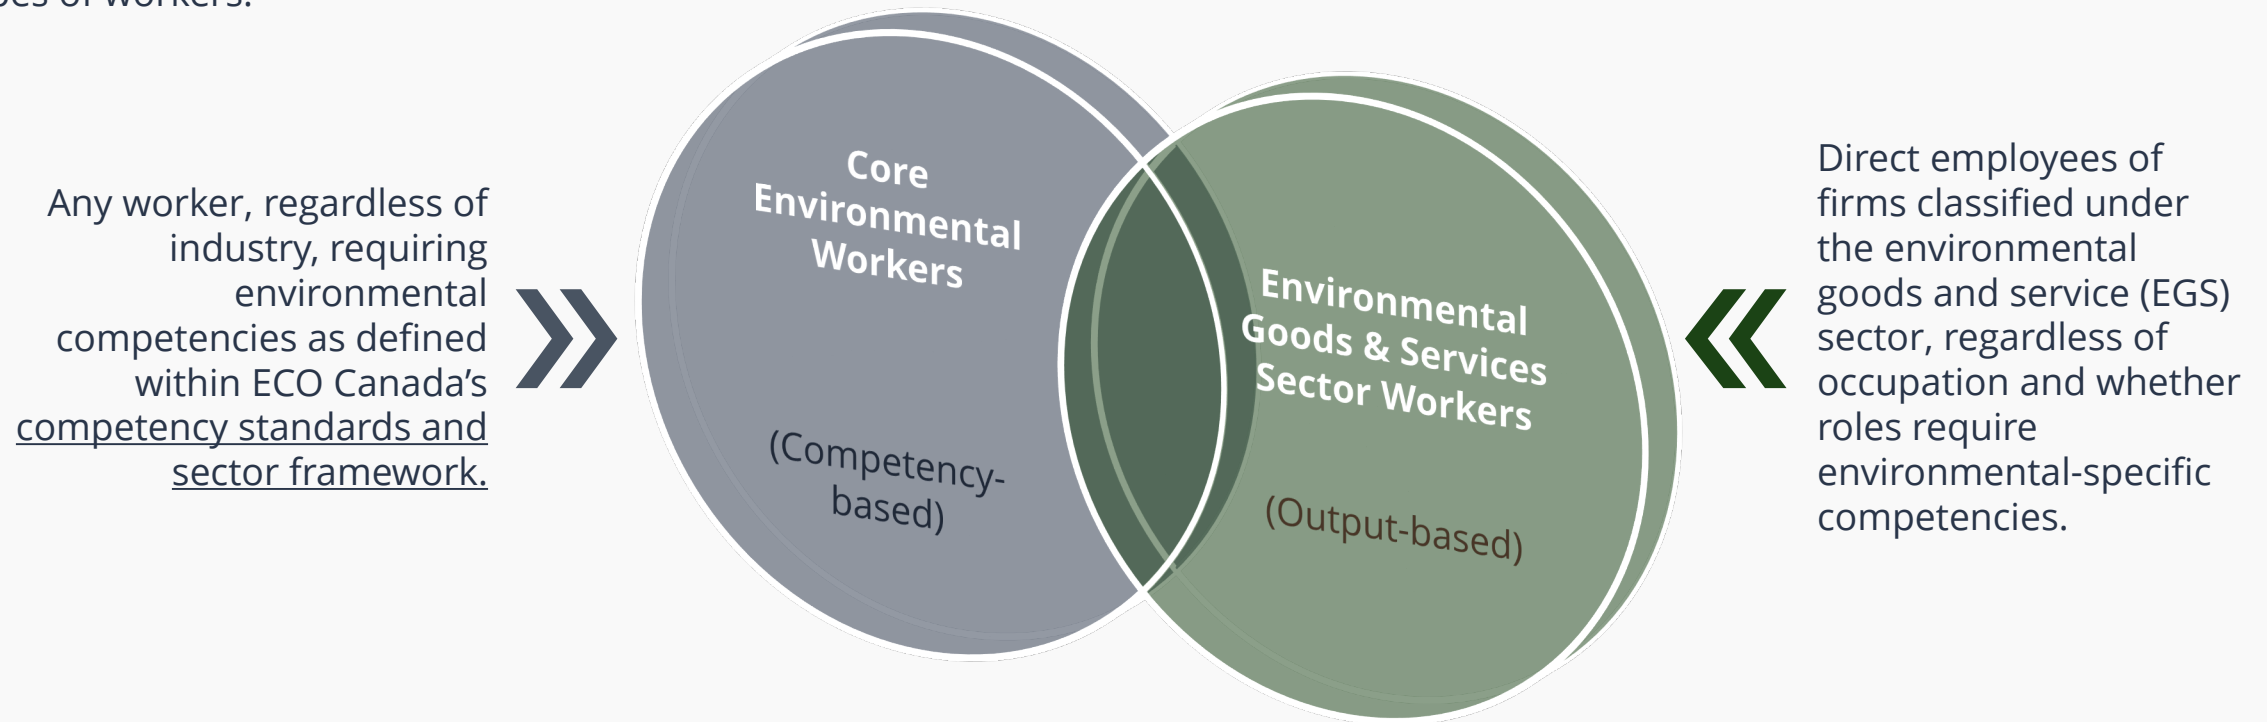 of workers.
Any worker, regardless of
industry, requiring
environmental
competencies as defined
within ECO Canada’s
competency standards and
sector framework.
Core
Environmental
Workers
(Competency-
based)
Environmental
Goods & Services
Sector Workers
(Output-based)
Direct employees of
firms classified under
the environmental
goods and service (EGS)
sector, regardless of
occupation and whether
roles require
environmental-specific
competencies.